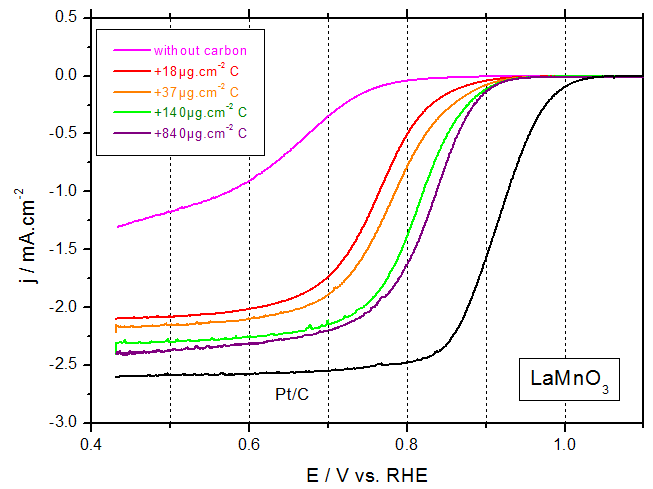 0.5
0.0
-0.5
-1.0
-1.5
-2.0
-2.5
-3.0
j / mA.cm⁻²
without carbon
+18µg.cm⁻² C
+37µg.cm⁻² C
+140µg.cm⁻² C
+840µg.cm⁻² C
Pt/C
LaMnO₃
0.4 0.6 0.8 1.0
E / V vs. RHE